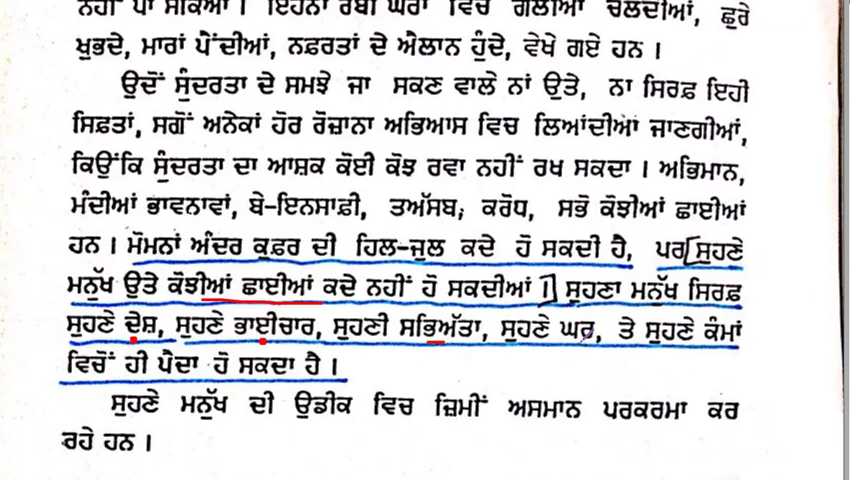 ਨਹੀਂ ਪਾ ਸਕਿਆ । ਇਹਨਾਂ ਰੱਬੀ ਘਰਾਂ ਵਿਚ ਗੋਲੀਆਂ ਚਲਦੀਆਂ, ਛੁਰੇ
ਖੁਭਦੇ, ਮਾਰਾਂ ਪੈਂਦੀਆਂ, ਨਫ਼ਰਤਾਂ ਦੇ ਐਲਾਨ ਹੁੰਦੇ, ਵੇਖੇ ਗਏ ਹਨ ।
ਉਦੋਂ ਸੁੰਦਰਤਾ ਦੇ ਸਮਝੇ ਜਾ ਸਕਣ ਵਾਲੇ ਨਾਂ ਉਤੇ, ਨਾ ਸਿਰਫ਼ ਇਹੀ
ਸਿਫ਼ਤਾਂ, ਸਗੋਂ ਅਨੇਕਾਂ ਹੋਰ ਰੋਜ਼ਾਨਾ ਅਭਿਆਸ ਵਿਚ ਲਿਆਂਦੀਆਂ ਜਾਣਗੀਆਂ,
ਕਿਉਂਕਿ ਸੁੰਦਰਤਾ ਦਾ ਆਸ਼ਕ ਕੋਈ ਕੋਝ ਰਵਾ ਨਹੀਂ ਰਖ ਸਕਦਾ । ਅਭਿਮਾਨ,
ਮੰਦੀਆਂ ਭਾਵਨਾਵਾਂ, ਬੇ-ਇਨਸਾਫ਼ੀ, ਤਅੱਸਬ, ਕਰੋਧ, ਸਭੋ ਕੋਝੀਆਂ ਛਾਈਆਂ
ਹਨ । ਮੋਮਨਾਂ ਅੰਦਰ ਕੁਫ਼ਰ ਦੀ ਹਿਲ-ਜੁਲ ਕਦੇ ਹੋ ਸਕਦੀ ਹੈ, ਪਰ [ਸੁਹਣੇ
ਮਨੁੱਖ ਉਤੇ ਕੋਝੀਆਂ ਛਾਈਆਂ ਕਦੇ ਨਹੀਂ ਹੋ ਸਕਦੀਆਂ ।] ਸੁਹਣਾ ਮਨੁੱਖ ਸਿਰਫ਼
ਸੁਹਣੇ ਦੇਸ਼, ਸੁਹਣੇ ਭਾਈਚਾਰ, ਸੁਹਣੀ ਸਭਿਅੱਤਾ, ਸੁਹਣੇ ਘਰ, ਤੇ ਸੁਹਣੇ ਕੰਮਾਂ
ਵਿਚੋਂ ਹੀ ਪੈਦਾ ਹੋ ਸਕਦਾ ਹੈ ।
ਸੁਹਣੇ ਮਨੁੱਖ ਦੀ ਉਡੀਕ ਵਿਚ ਜ਼ਿਮੀਂ ਅਸਮਾਨ ਪਰਕਰਮਾ ਕਰ
ਰਹੇ ਹਨ ।